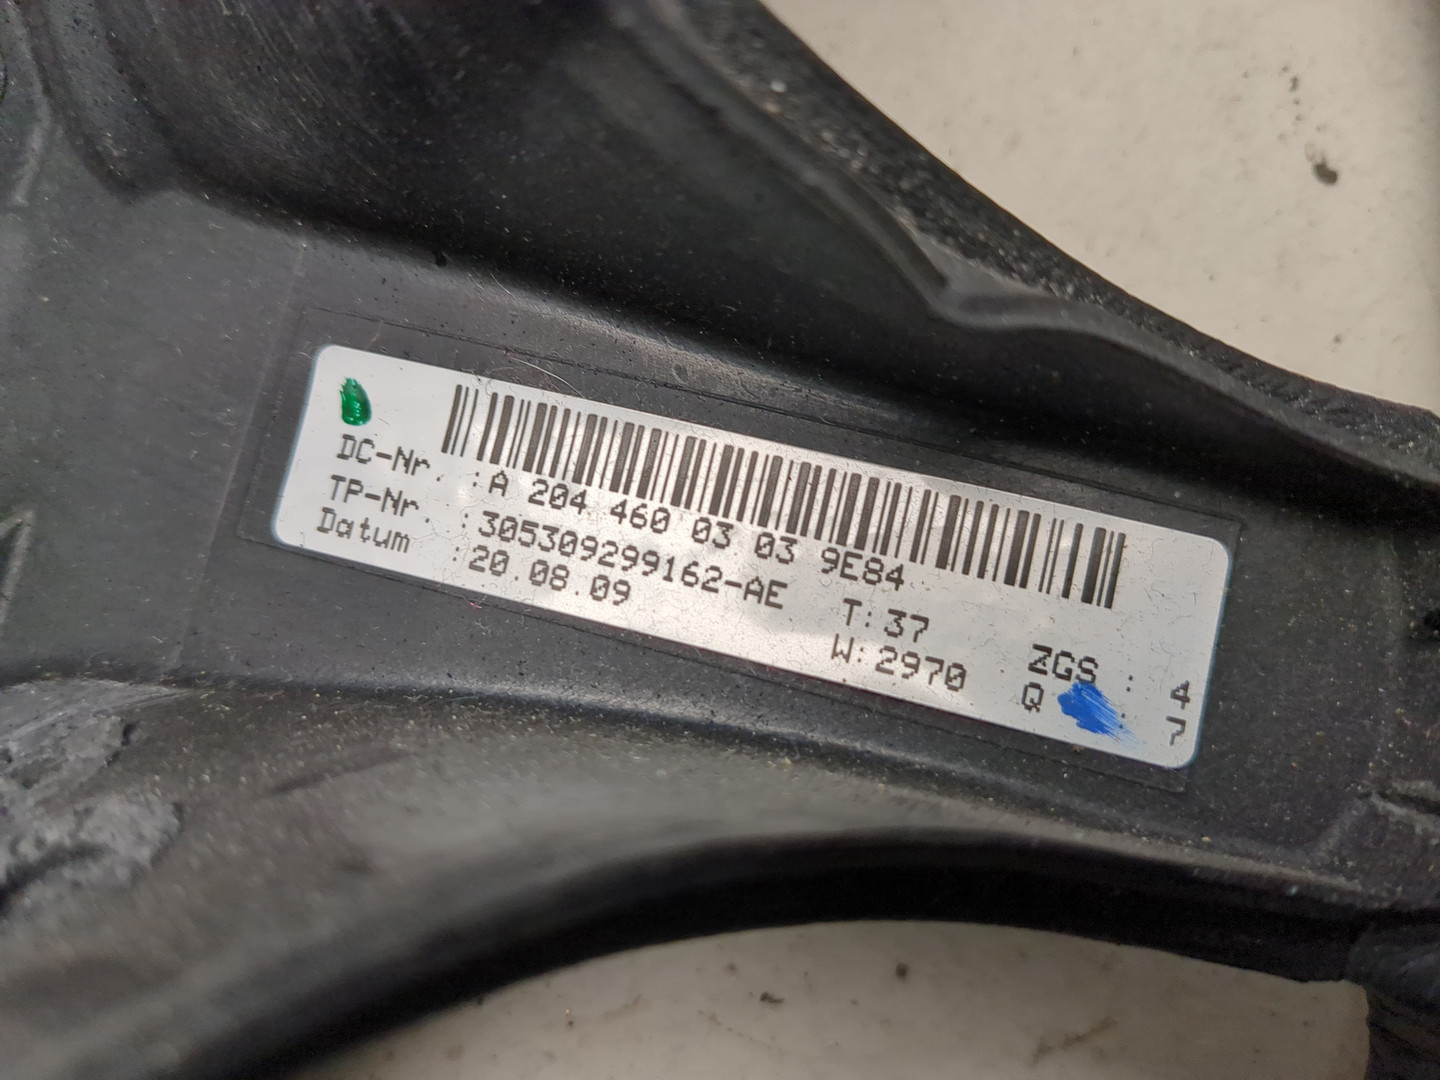 DC-Nr. :A 204 460 03 03 9E84
TP-Nr. :305309299162-AE T:37 ZGS : 4
Datum :20.08.09 W:2970 Q : 7